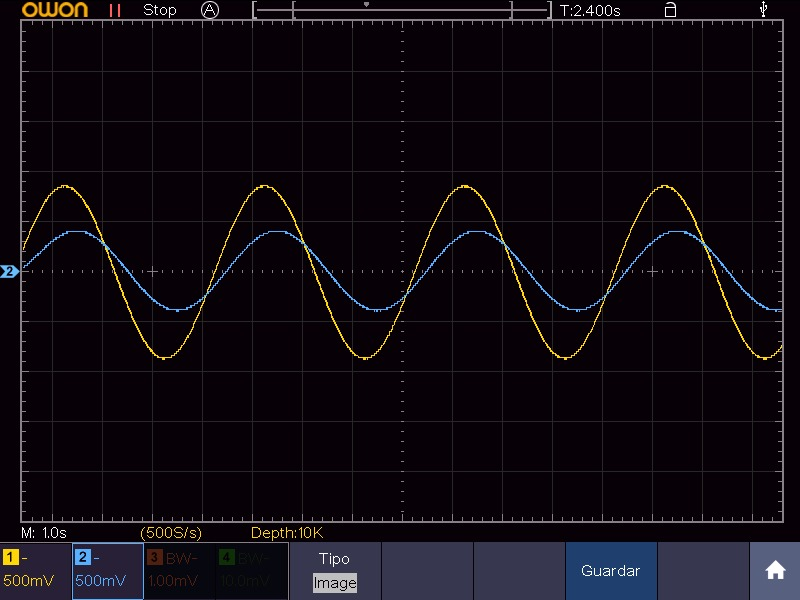 owon Stop A T:2.400s
2
M: 1.0s (500S/s) Depth:10K
1 - 2 - 3 BW- 4 BW- Tipo
500mV 500mV 1.00mV 10.0mV Image Guardar